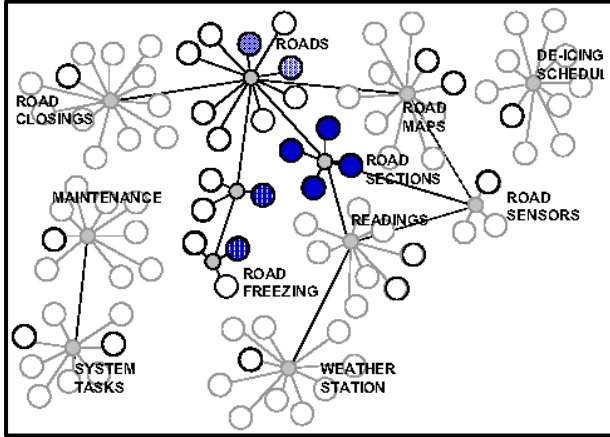 ROADS
DE-ICING
SCHEDUL
ROAD
CLOSINGS
ROAD
MAPS
ROAD
SECTIONS
MAINTENANCE
ROAD
SENSORS
READINGS
ROAD
FREEZING
SYSTEM
TASKS
WEATHER
STATION